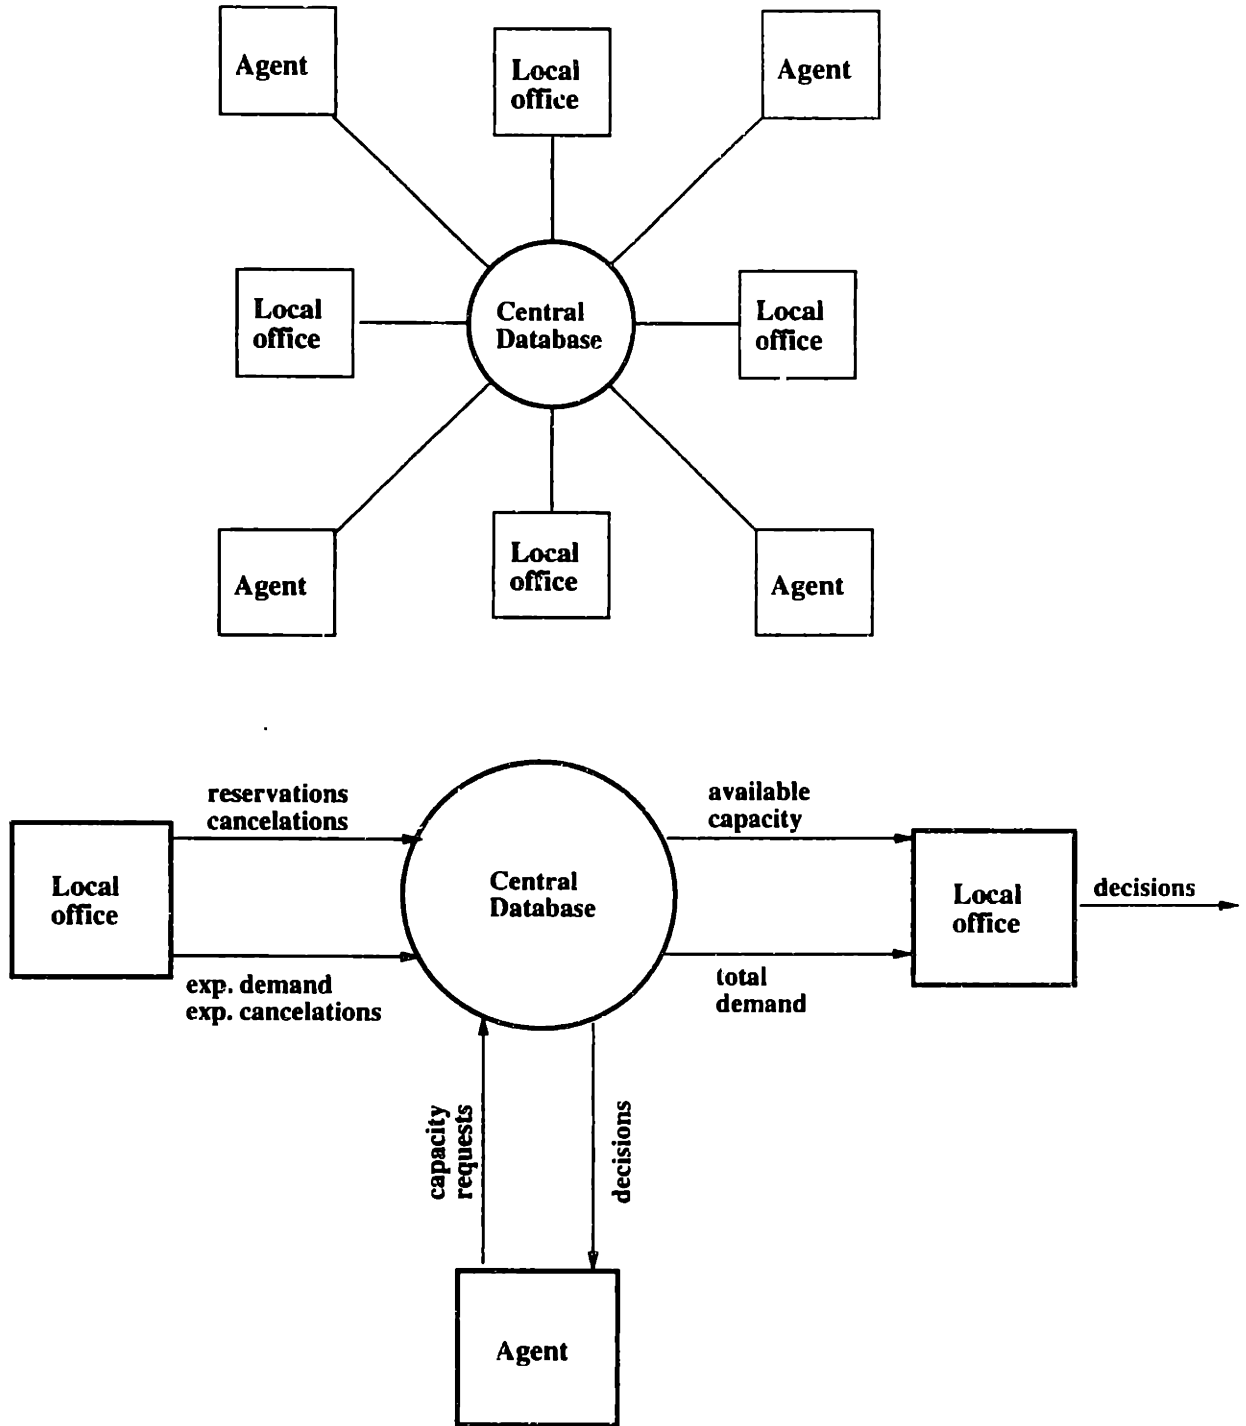 Agent
Local
office
Agent
Local
office
Central
Database
Local
office
Agent
Local
office
Agent
reservations
cancelations
available
capacity
Local
office
Central
Database
Local
office
decisions
exp. demand
exp. cancelations
total
demand
capacity
requests
decisions
Agent